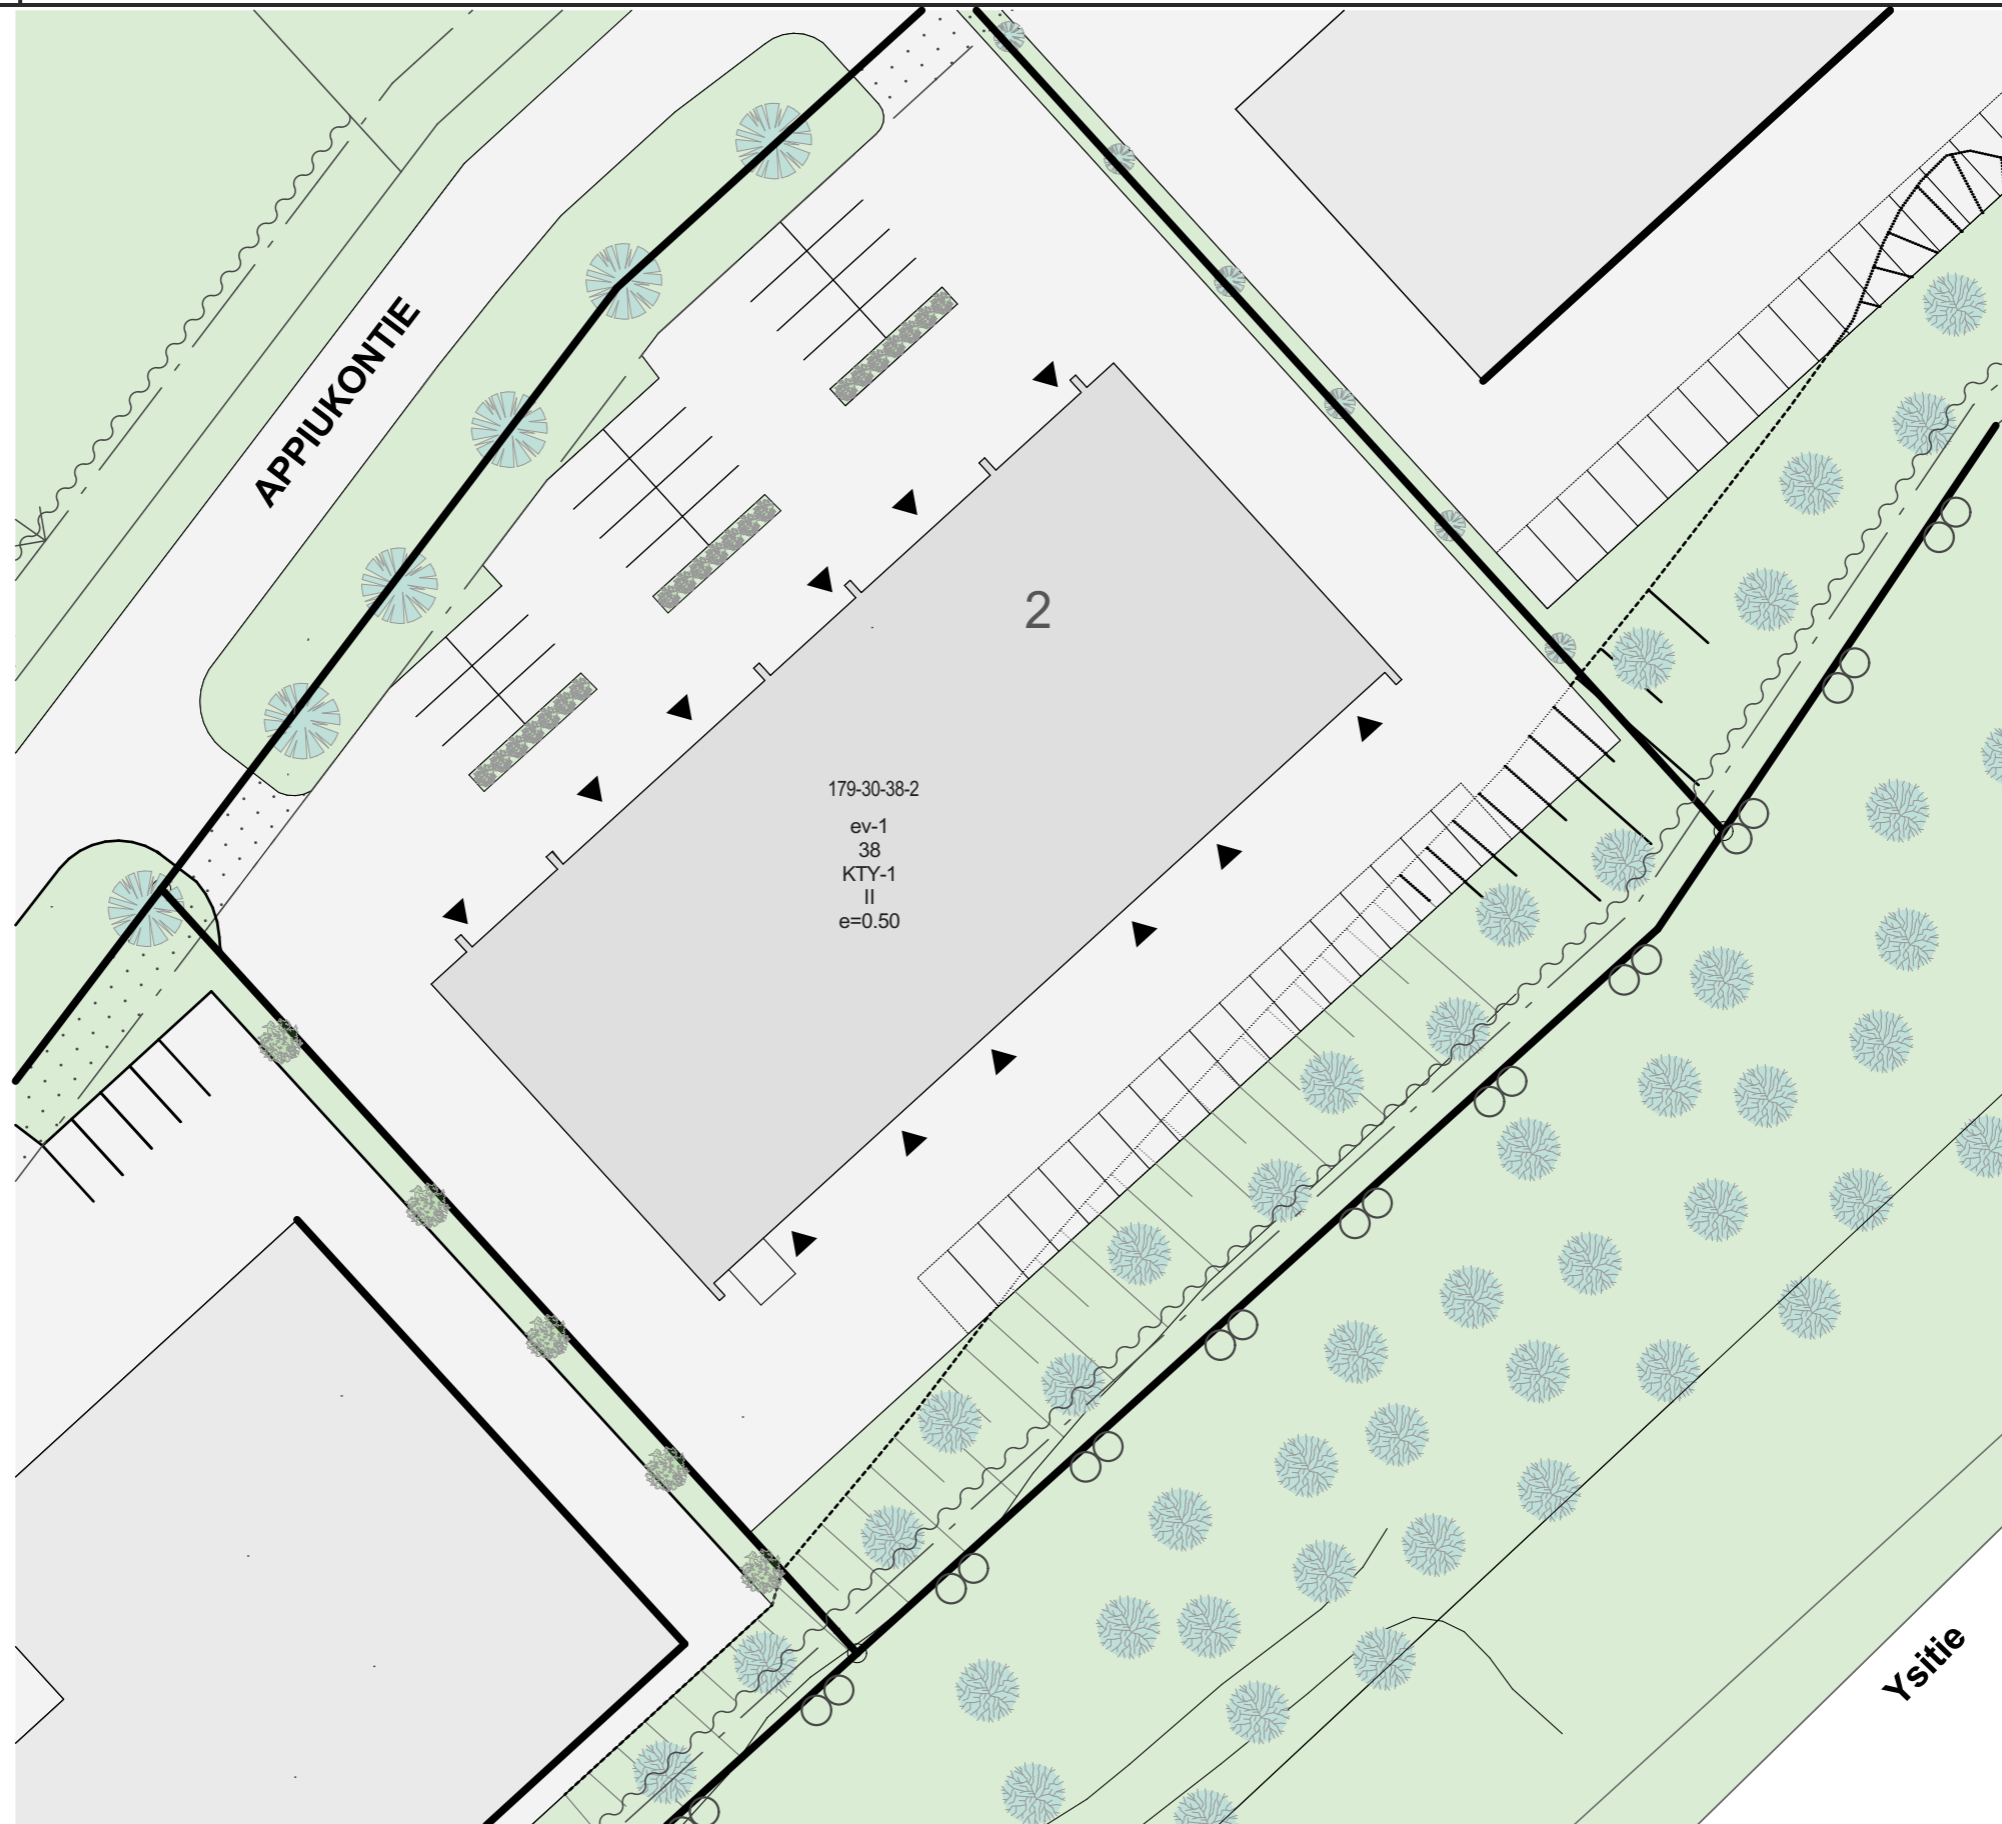 APPIUKONTIE
2
179-30-38-2
ev-1
38
KTY-1
II
e=0.50
Ysitie